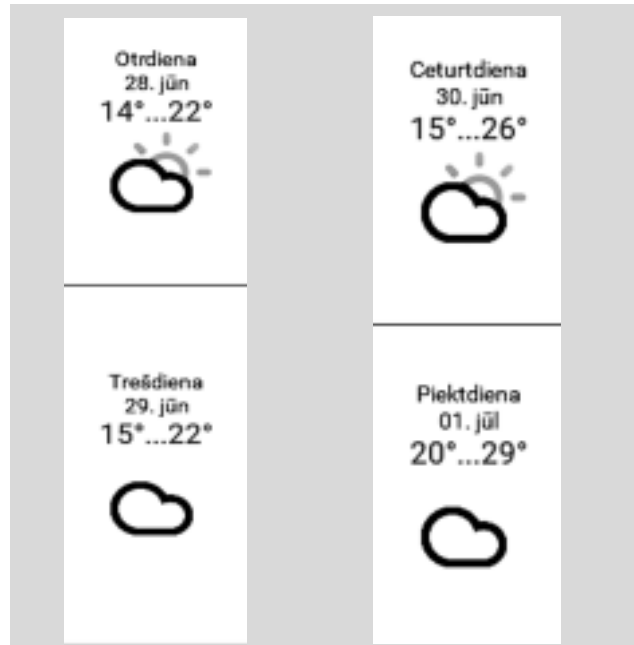 Otrdiena
28. jūn
14°...22°
Trešdiena
29. jūn
15°...22°
Ceturtdiena
30. jūn
15°...26°
Piektdiena
01. jūl
20°...29°